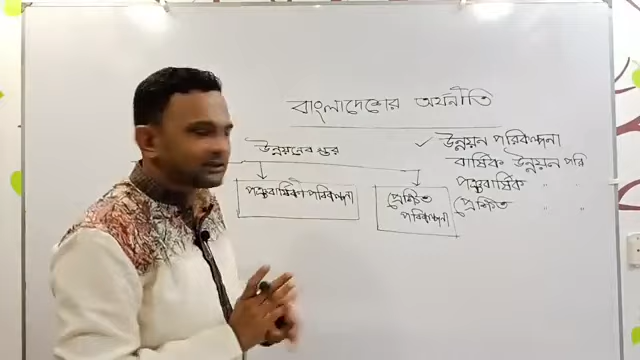 বাংলাদেশের অর্থনীতি
উন্নয়নের স্তর
পঞ্চবার্ষিকী পরিকল্পনা
প্রেক্ষিত
পরিকল্পনা
✓ উন্নয়ন পরিকল্পনা
বার্ষিক উন্নয়ন পরি
পঞ্চবার্ষিক " "
প্রেক্ষিত " "